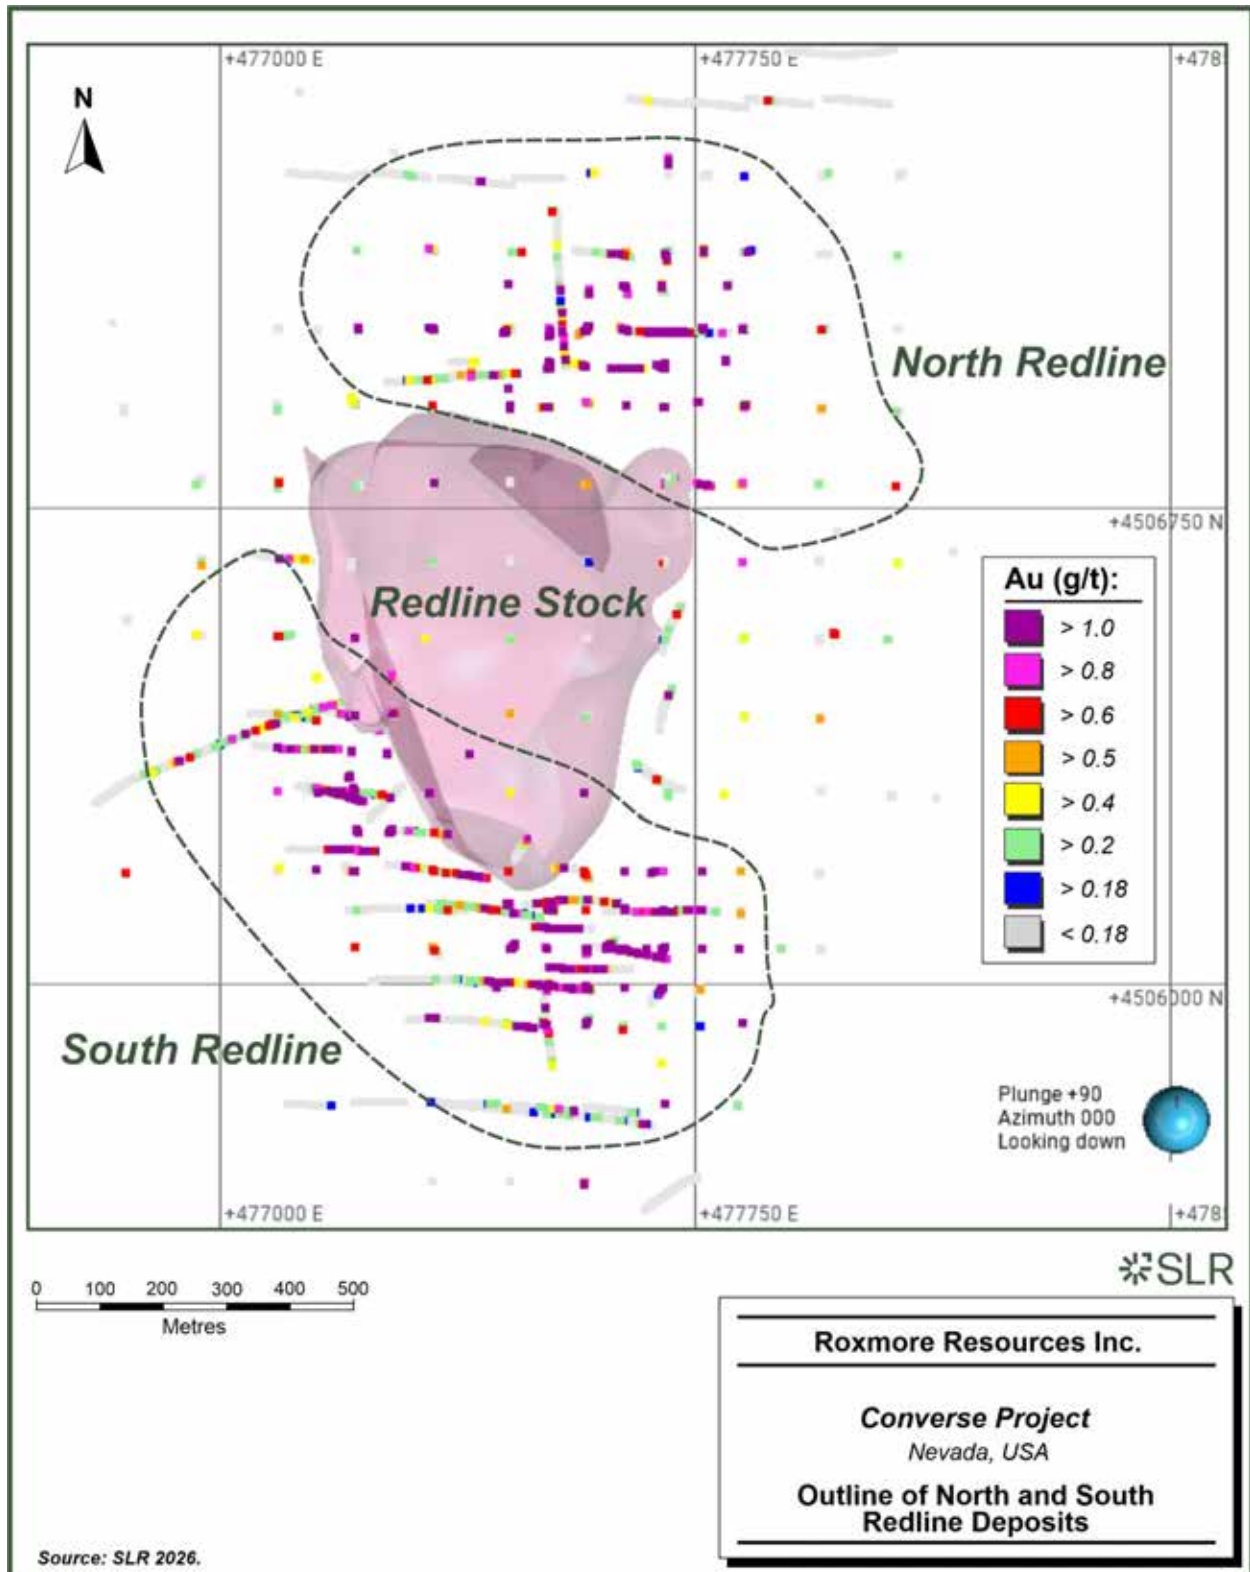 +477000 E
+477750 E
+478
N
North Redline
+4506750 N
Redline Stock
Au (g/t):
> 1.0
> 0.8
> 0.6
> 0.5
> 0.4
> 0.2
> 0.18
< 0.18
+4506000 N
South Redline
Plunge +90
Azimuth 000
Looking down
+477000 E
+477750 E
+478
SLR
0 100 200 300 400 500
Metres
Roxmore Resources Inc.
Converse Project
Nevada, USA
Outline of North and South
Redline Deposits
Source: SLR 2026.